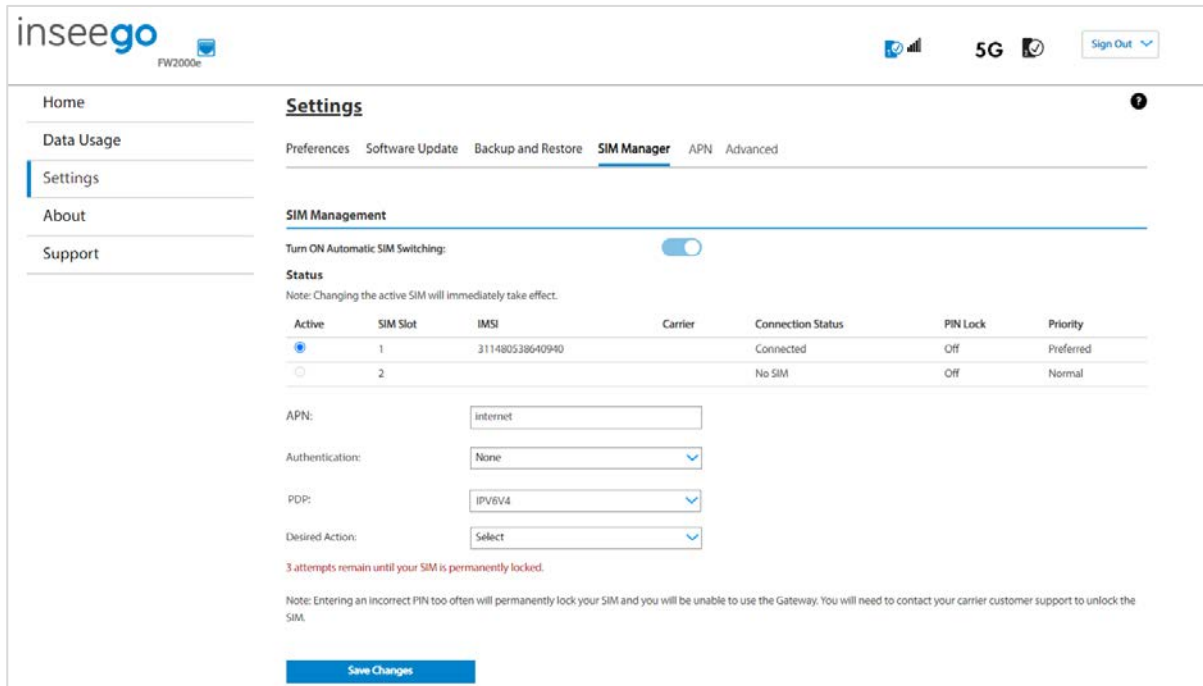 inseego
FW2000e
5G
Sign Out
Home
Data Usage
Settings
About
Support
Settings
Preferences Software Update Backup and Restore SIM Manager APN Advanced
SIM Management
Turn ON Automatic SIM Switching:
Status
Note: Changing the active SIM will immediately take effect.
Active SIM Slot IMSI Carrier Connection Status PIN Lock Priority
1 311480538640940 Connected Off Preferred
2 No SIM Off Normal
APN: internet
Authentication: None
PDP: IPV6V4
Desired Action: Select
3 attempts remain until your SIM is permanently locked.
Note: Entering an incorrect PIN too often will permanently lock your SIM and you will be unable to use the Gateway. You will need to contact your carrier customer support to unlock the
SIM.
Save Changes